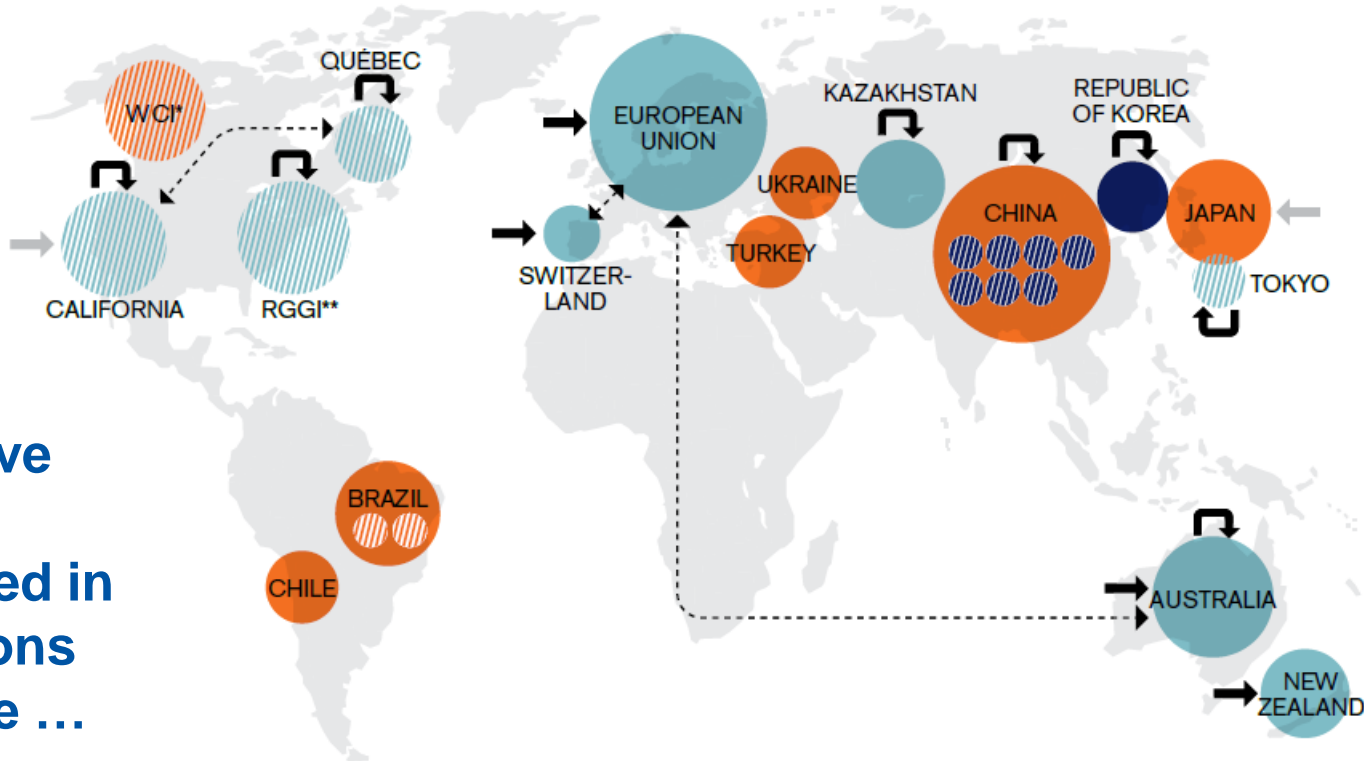 QUÉBEC
WCI*
CALIFORNIA
RGGI**
EUROPEAN
UNION
SWITZER-
LAND
UKRAINE
TURKEY
KAZAKHSTAN
CHINA
REPUBLIC
OF KOREA
JAPAN
TOKYO
ve
ed in
ons
e …
BRAZIL
CHILE
AUSTRALIA
NEW
ZEALAND